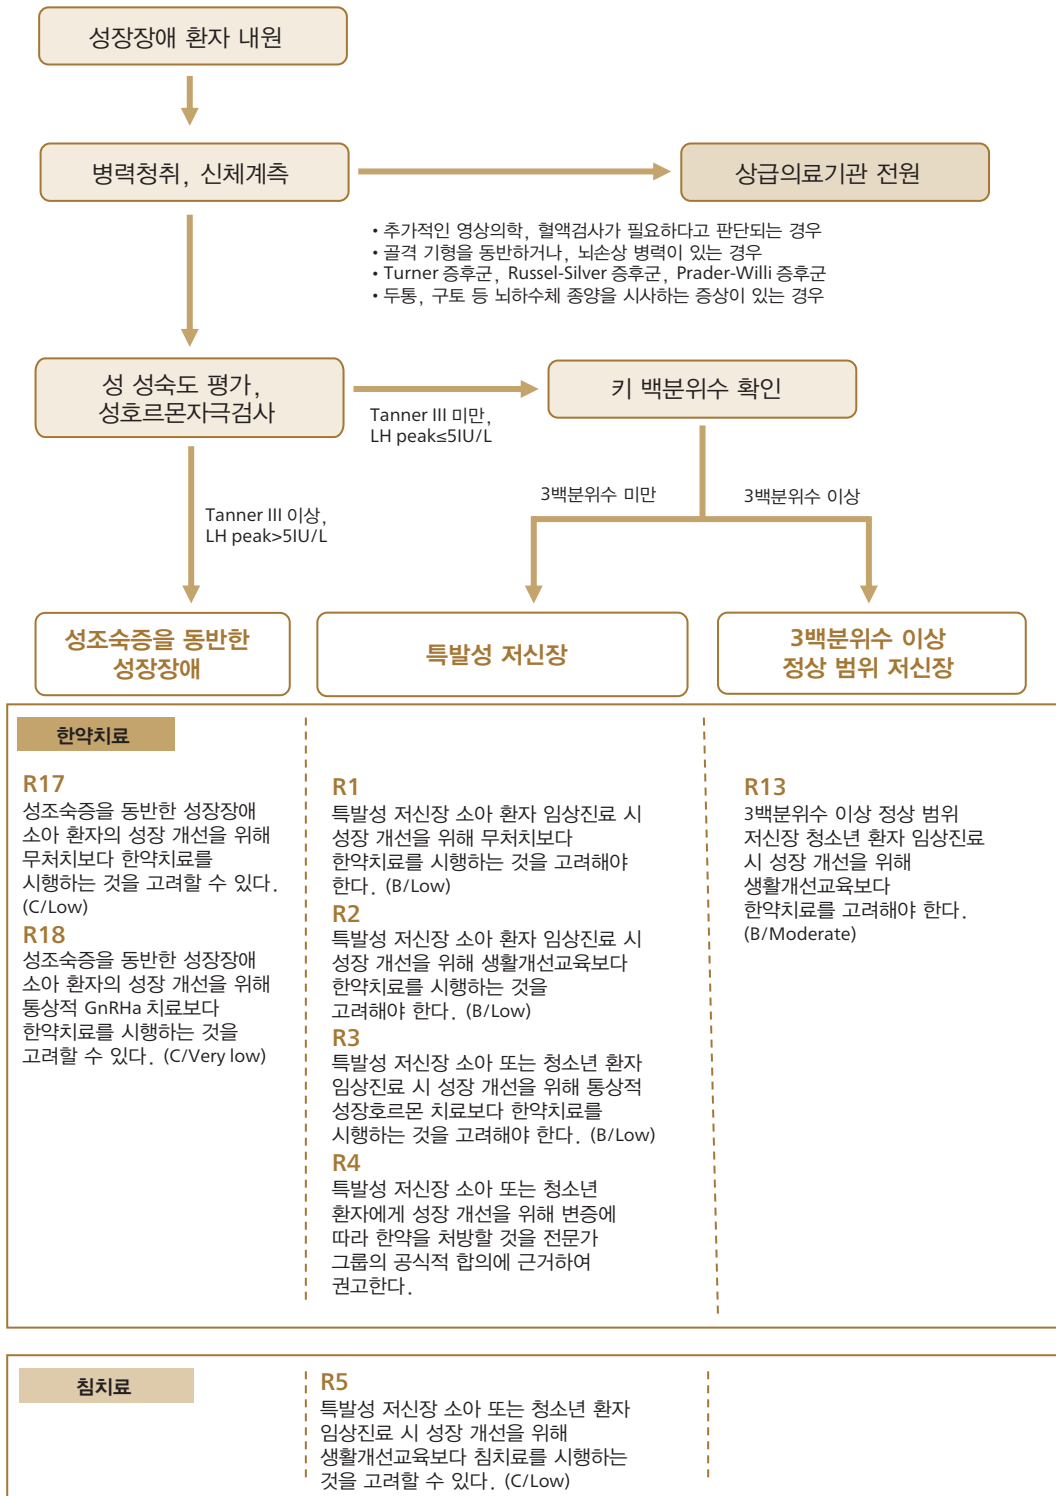 성장장애 환자 내원
병력청취, 신체계측
상급의료기관 전원
• 추가적인 영상의학, 혈액검사가 필요하다고 판단되는 경우
• 골격 기형을 동반하거나, 뇌손상 병력이 있는 경우
• Turner 증후군, Russel-Silver 증후군, Prader-Willi 증후군
• 두통, 구토 등 뇌하수체 종양을 시사하는 증상이 있는 경우
성 성숙도 평가,
성호르몬자극검사
Tanner III 미만,
LH peak≤5IU/L
키 백분위수 확인
Tanner III 이상,
LH peak>5IU/L
3백분위수 미만
3백분위수 이상
성조숙증을 동반한
성장장애
특발성 저신장
3백분위수 이상
정상 범위 저신장
한약치료
R17
성조숙증을 동반한 성장장애
소아 환자의 성장 개선을 위해
무처치보다 한약치료를
시행하는 것을 고려할 수 있다.
(C/Low)
R18
성조숙증을 동반한 성장장애
소아 환자의 성장 개선을 위해
통상적 GnRHa 치료보다
한약치료를 시행하는 것을
고려할 수 있다. (C/Very low)
R1
특발성 저신장 소아 환자 임상진료 시
성장 개선을 위해 무처치보다
한약치료를 시행하는 것을 고려해야
한다. (B/Low)
R2
특발성 저신장 소아 환자 임상진료 시
성장 개선을 위해 생활개선교육보다
한약치료를 시행하는 것을
고려해야 한다. (B/Low)
R3
특발성 저신장 소아 또는 청소년 환자
임상진료 시 성장 개선을 위해 통상적
성장호르몬 치료보다 한약치료를
시행하는 것을 고려해야 한다. (B/Low)
R4
특발성 저신장 소아 또는 청소년
환자에게 성장 개선을 위해 변증에
따라 한약을 처방할 것을 전문가
그룹의 공식적 합의에 근거하여
권고한다.
R13
3백분위수 이상 정상 범위
저신장 청소년 환자 임상진료
시 성장 개선을 위해
생활개선교육보다
한약치료를 고려해야 한다.
(B/Moderate)
침치료
R5
특발성 저신장 소아 또는 청소년 환자
임상진료 시 성장 개선을 위해
생활개선교육보다 침치료를 시행하는
것을 고려할 수 있다. (C/Low)